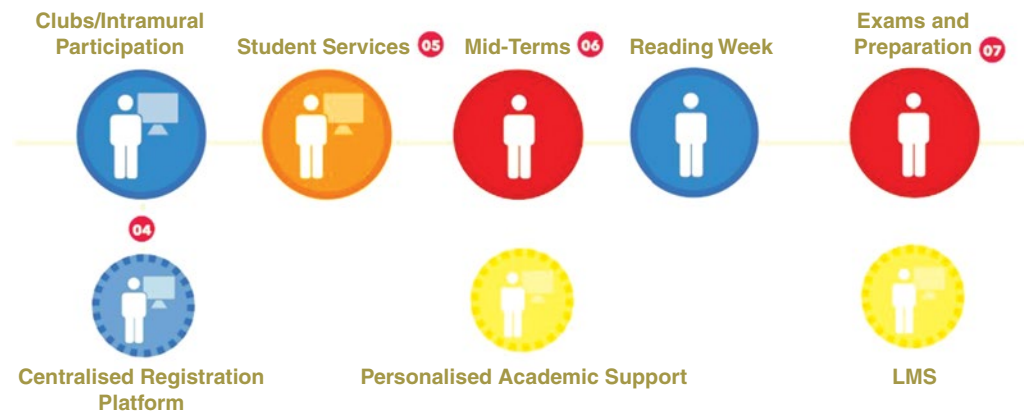 Clubs/Intramural
Participation
Student Services 05
Mid-Terms 06
Reading Week
Exams and
Preparation 07
04
Centralised Registration
Platform
Personalised Academic Support
LMS